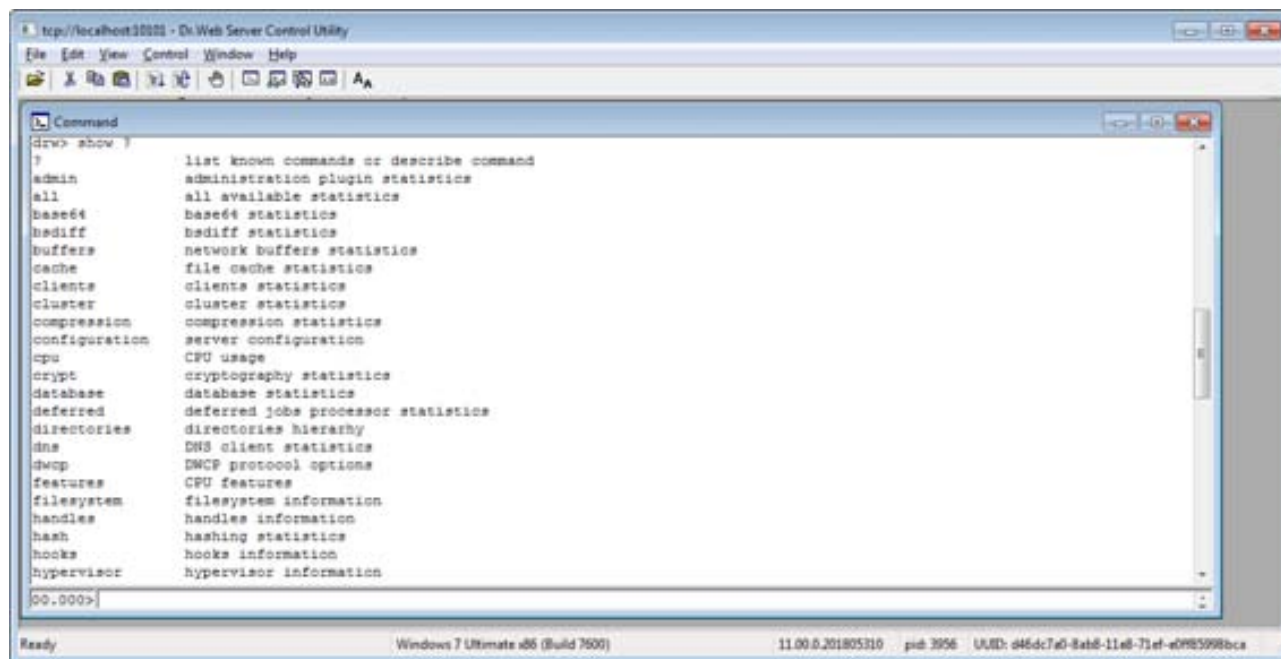 tcp://localhost:10101 - Dr.Web Server Control Utility
File Edit View Control Window Help
Command
drw> show ?
? list known commands or describe command
admin administration plugin statistics
all all available statistics
base64 base64 statistics
bsdiff bsdiff statistics
buffers network buffers statistics
cache file cache statistics
clients clients statistics
cluster cluster statistics
compression compression statistics
configuration server configuration
cpu CPU usage
crypt cryptography statistics
database database statistics
deferred deferred jobs processor statistics
directories directories hierarhy
dns DNS client statistics
dwcp DWCP protocol options
features CPU features
filesystem filesystem information
handles handles information
hash hashing statistics
hooks hooks information
hypervisor hypervisor information
00.000>
Ready Windows 7 Ultimate x86 (Build 7600) 11.00.0.201805310 pid: 3956 UUID: d46dc7a0-8ab8-11e8-71ef-e0ff85998bca